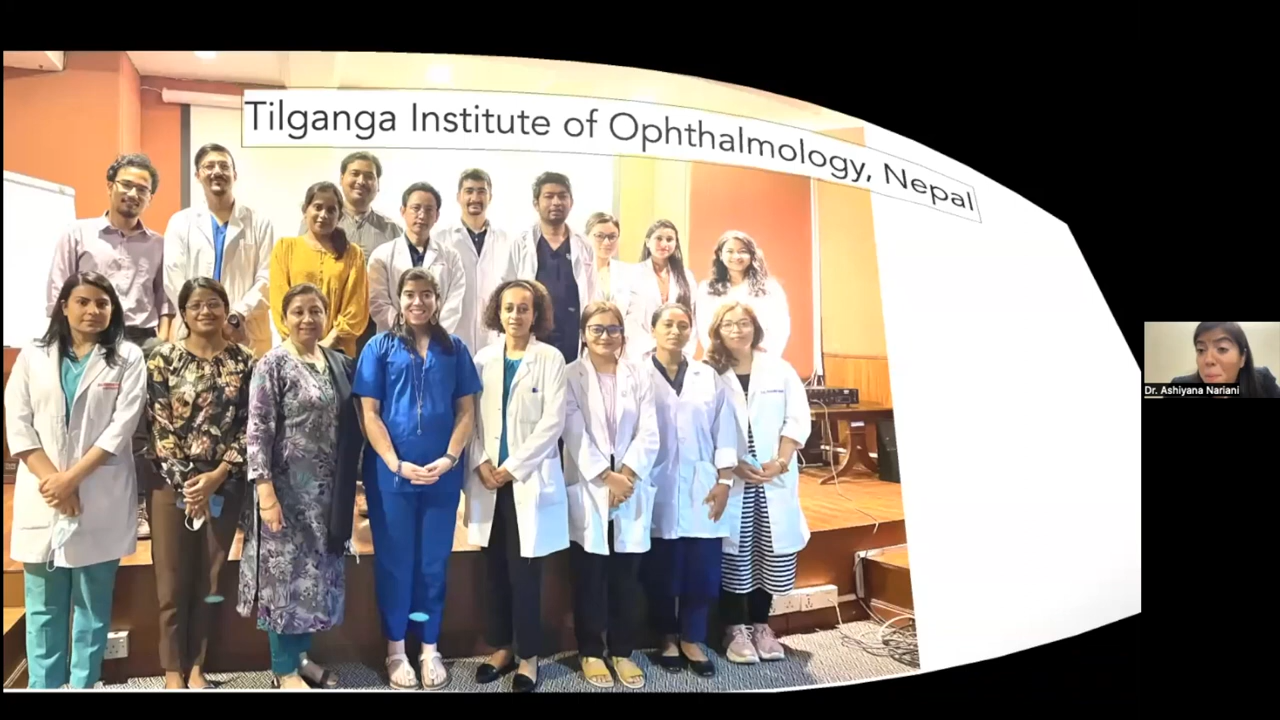 Tilganga Institute of Ophthalmology, Nepal
Dr. Ashiyana Nariani